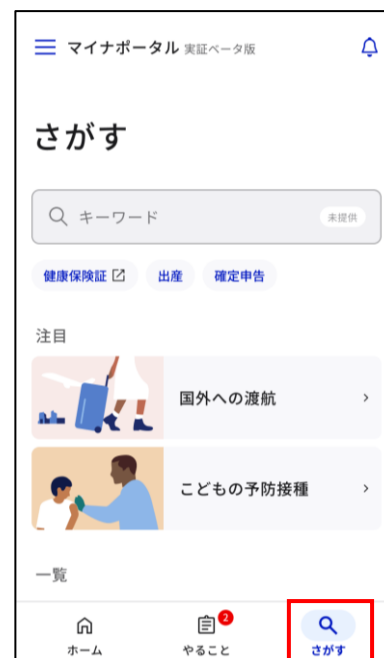 マイナポータル 実証ベータ版
さがす
キーワード 未提供
健康保険証 出産 確定申告
注目
国外への渡航
こどもの予防接種
一覧
2
ホーム やること さがす